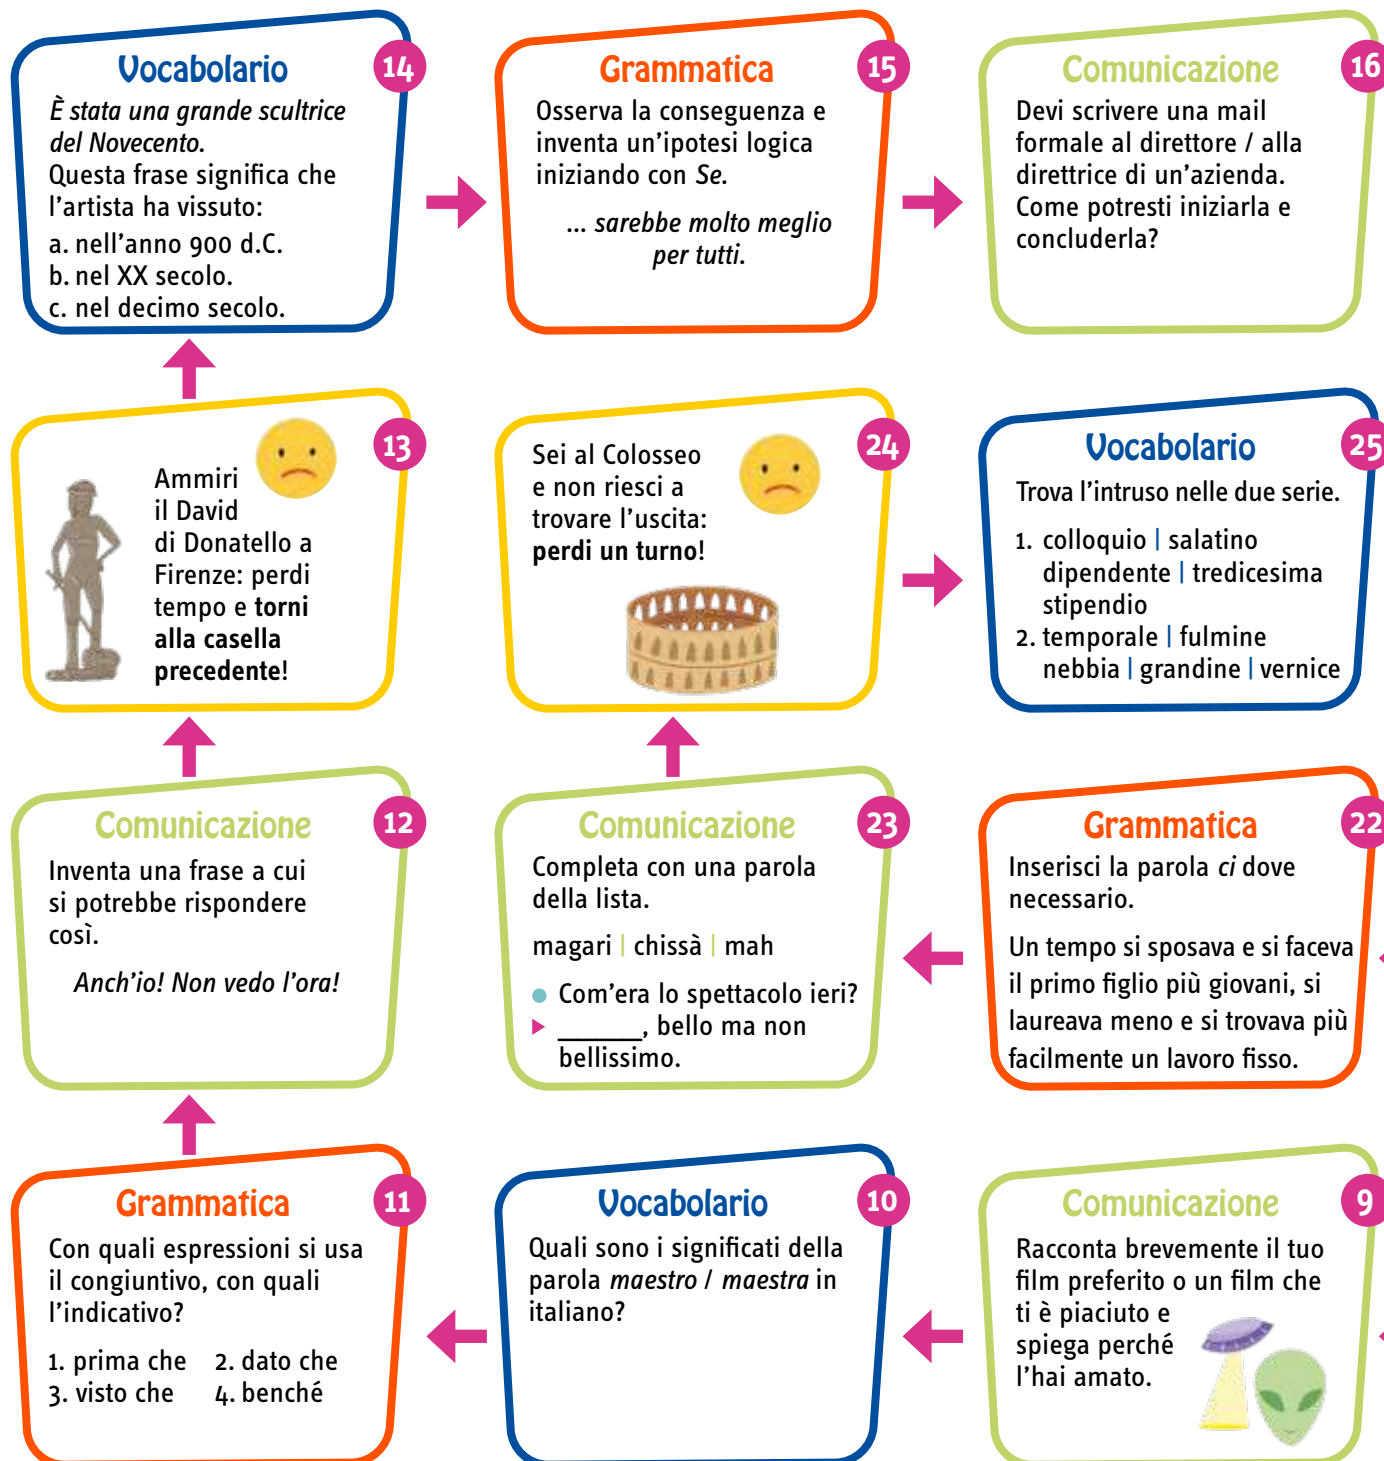 Vocabolario
14
È stata una grande scultrice
del Novecento.
Questa frase significa che
l'artista ha vissuto:
a. nell'anno 900 d.C.
b. nel XX secolo.
c. nel decimo secolo.
Grammatica
15
Osserva la conseguenza e
inventa un'ipotesi logica
iniziando con Se.
... sarebbe molto meglio
per tutti.
Comunicazione
16
Devi scrivere una mail
formale al direttore / alla
direttrice di un'azienda.
Come potresti iniziarla e
concluderla?
13
Ammiri
il David
di Donatello a
Firenze: perdi
tempo e torni
alla casella
precedente!
24
Sei al Colosseo
e non riesci a
trovare l'uscita:
perdi un turno!
Vocabolario
25
Trova l'intruso nelle due serie.
1. colloquio | salatino
dipendente | tredicesima
stipendio
2. temporale | fulmine
nebbia | grandine | vernice
Comunicazione
12
Inventa una frase a cui
si potrebbe rispondere
così.
Anch'io! Non vedo l'ora!
Comunicazione
23
Completa con una parola
della lista.
magari | chissà | mah
● Com'era lo spettacolo ieri?
▶ ______, bello ma non
bellissimo.
Grammatica
22
Inserisci la parola ci dove
necessario.
Un tempo si sposava e si faceva
il primo figlio più giovani, si
laureava meno e si trovava più
facilmente un lavoro fisso.
Grammatica
11
Con quali espressioni si usa
il congiuntivo, con quali
l'indicativo?
1. prima che 2. dato che
3. visto che 4. benché
Vocabolario
10
Quali sono i significati della
parola maestro / maestra in
italiano?
Comunicazione
9
Racconta brevemente il tuo
film preferito o un film che
ti è piaciuto e
spiega perché
l'hai amato.